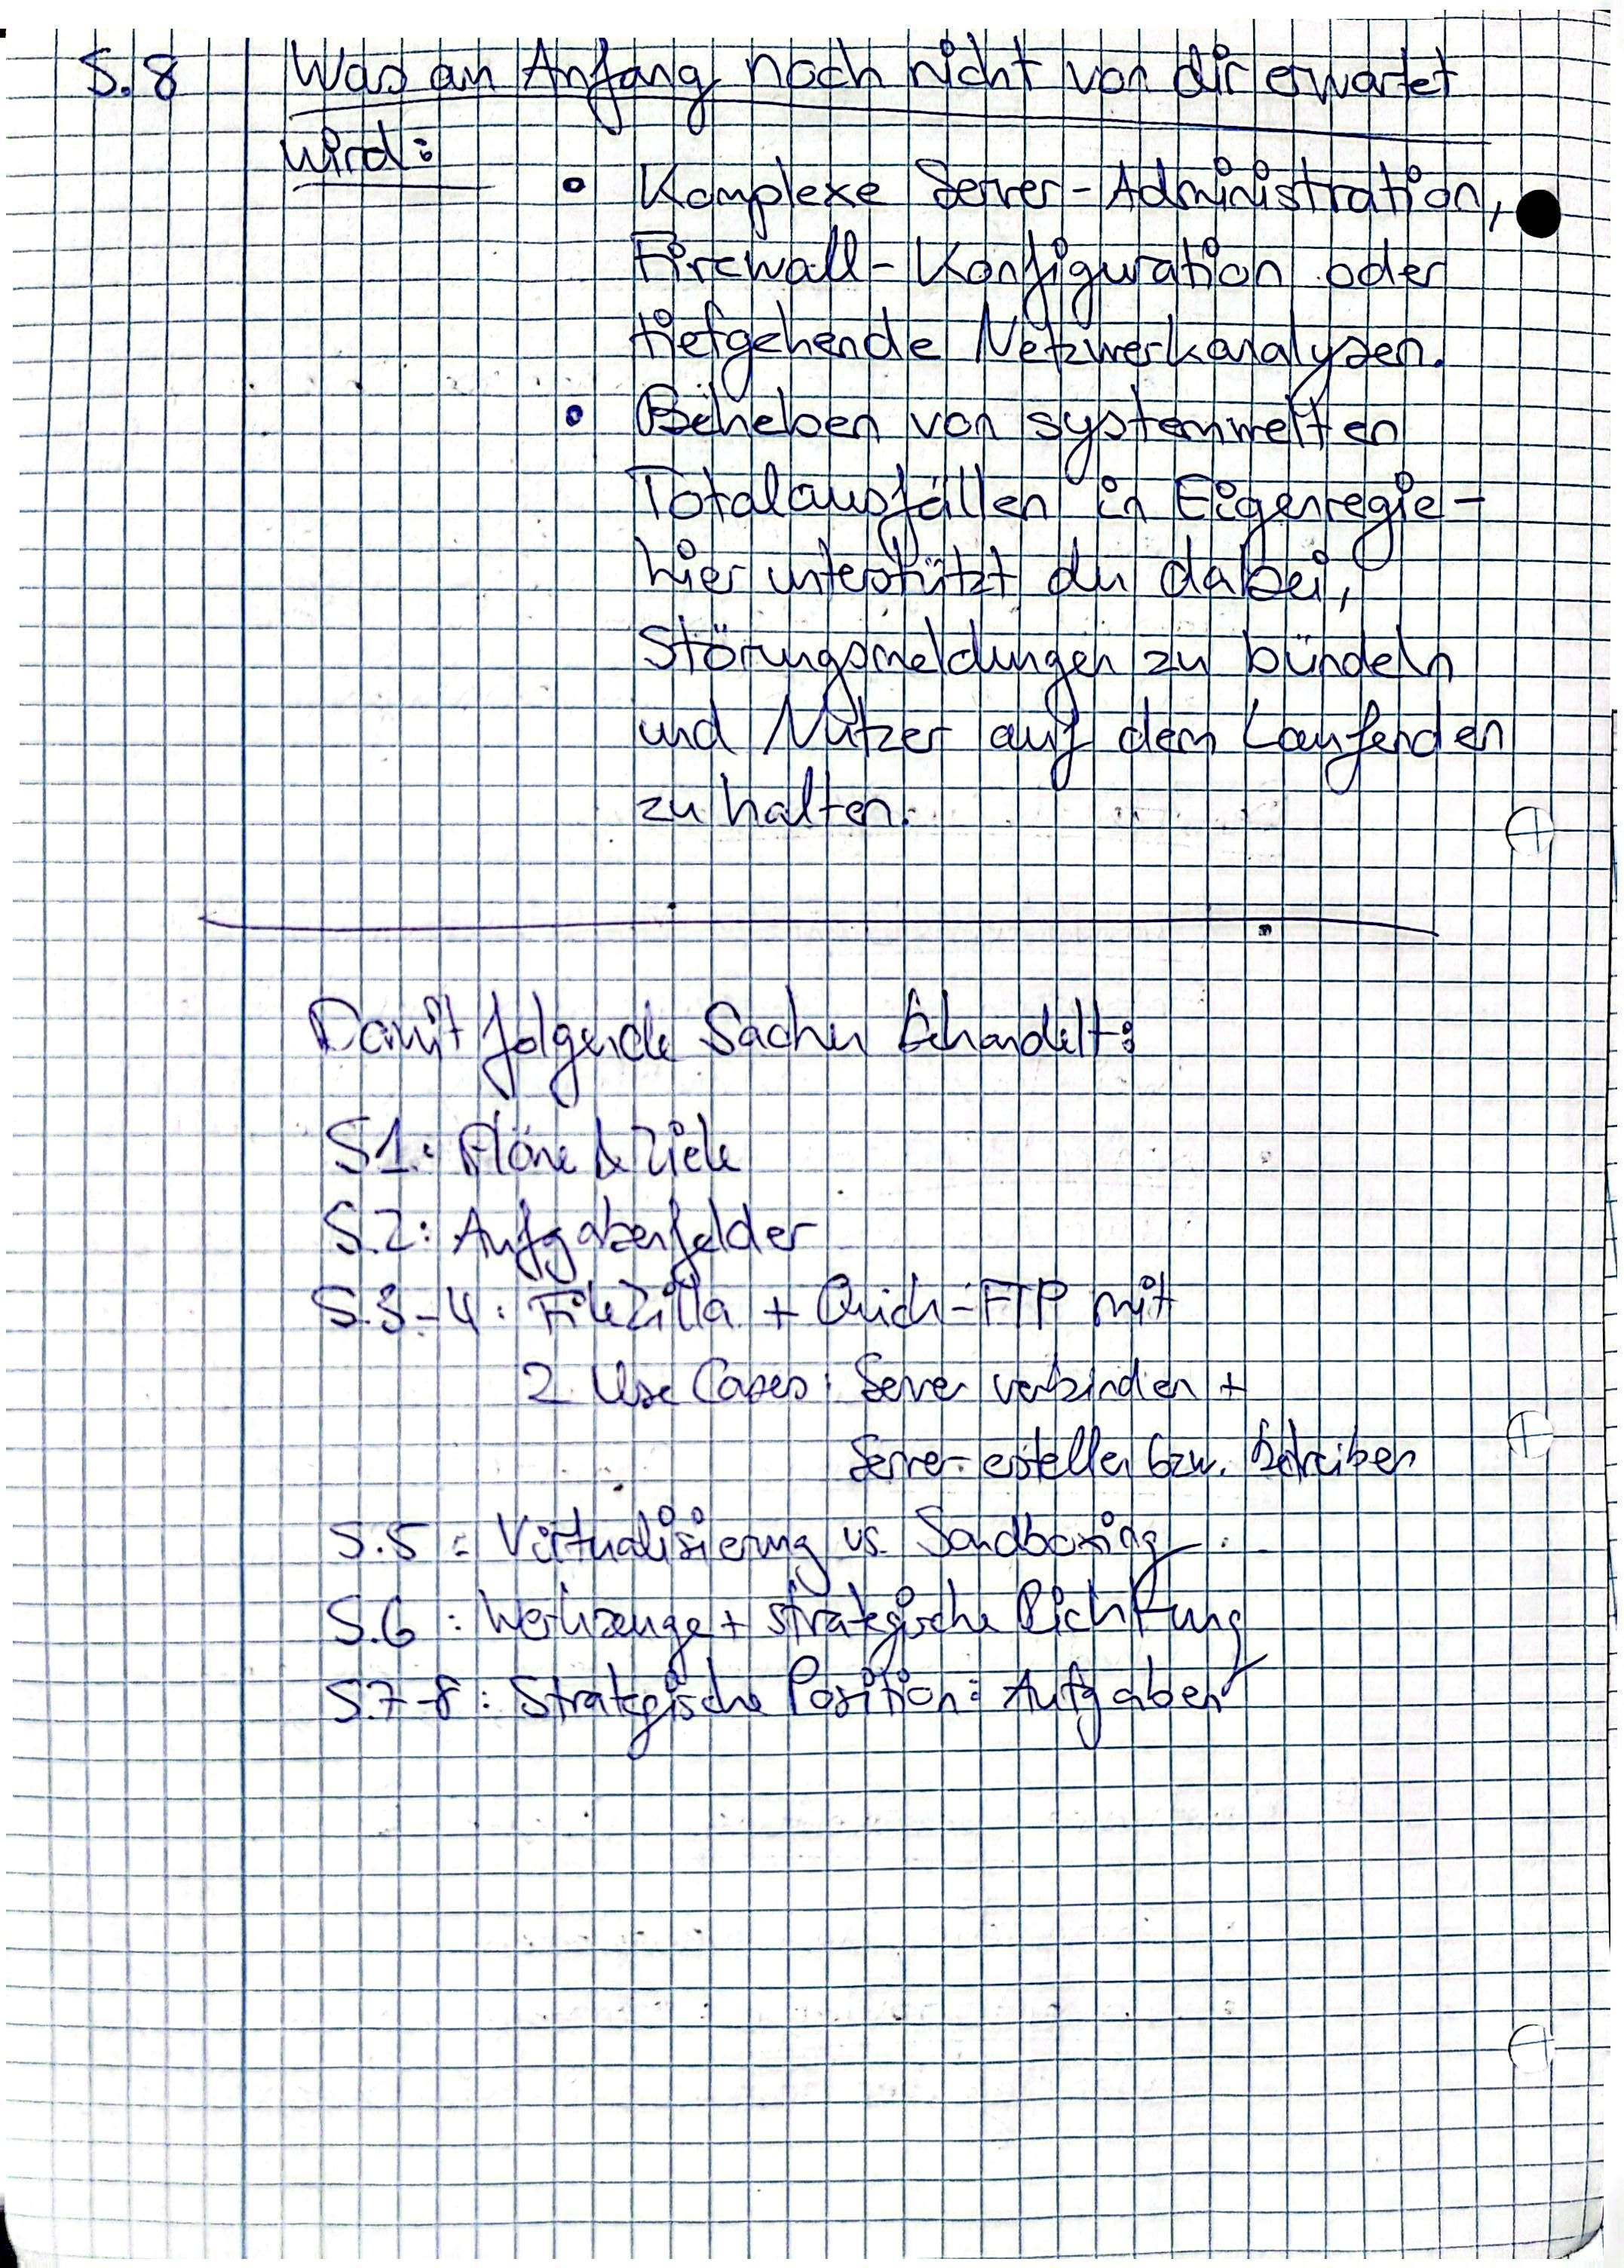 S.8 Was am Anfang noch nicht von dir erwartet
wird:
• Komplexe Server-Administration,
Firewall-Konfiguration oder
tiefgehende Netzwerkanalysen.
• Beheben von systemweiten
Totalausfällen in Eigenregie -
hier unterstützt du dabei,
Störungsmeldungen zu bündeln
und Nutzer auf dem Laufenden
zu halten.
Damit folgende Sachen behandelt:
S1: Pläne & Ziele
S.2: Aufgabenfelder
S.3-4: FileZilla + Quick-FTP mit
2 Use Cases: Server verbinden +
Server erstellen bzw. betreiben
S.5: Virtualisierung vs. Sandboxing
S.6: Werkzeuge + strategische Richtung
S.7-8: Strategische Position: Aufgaben